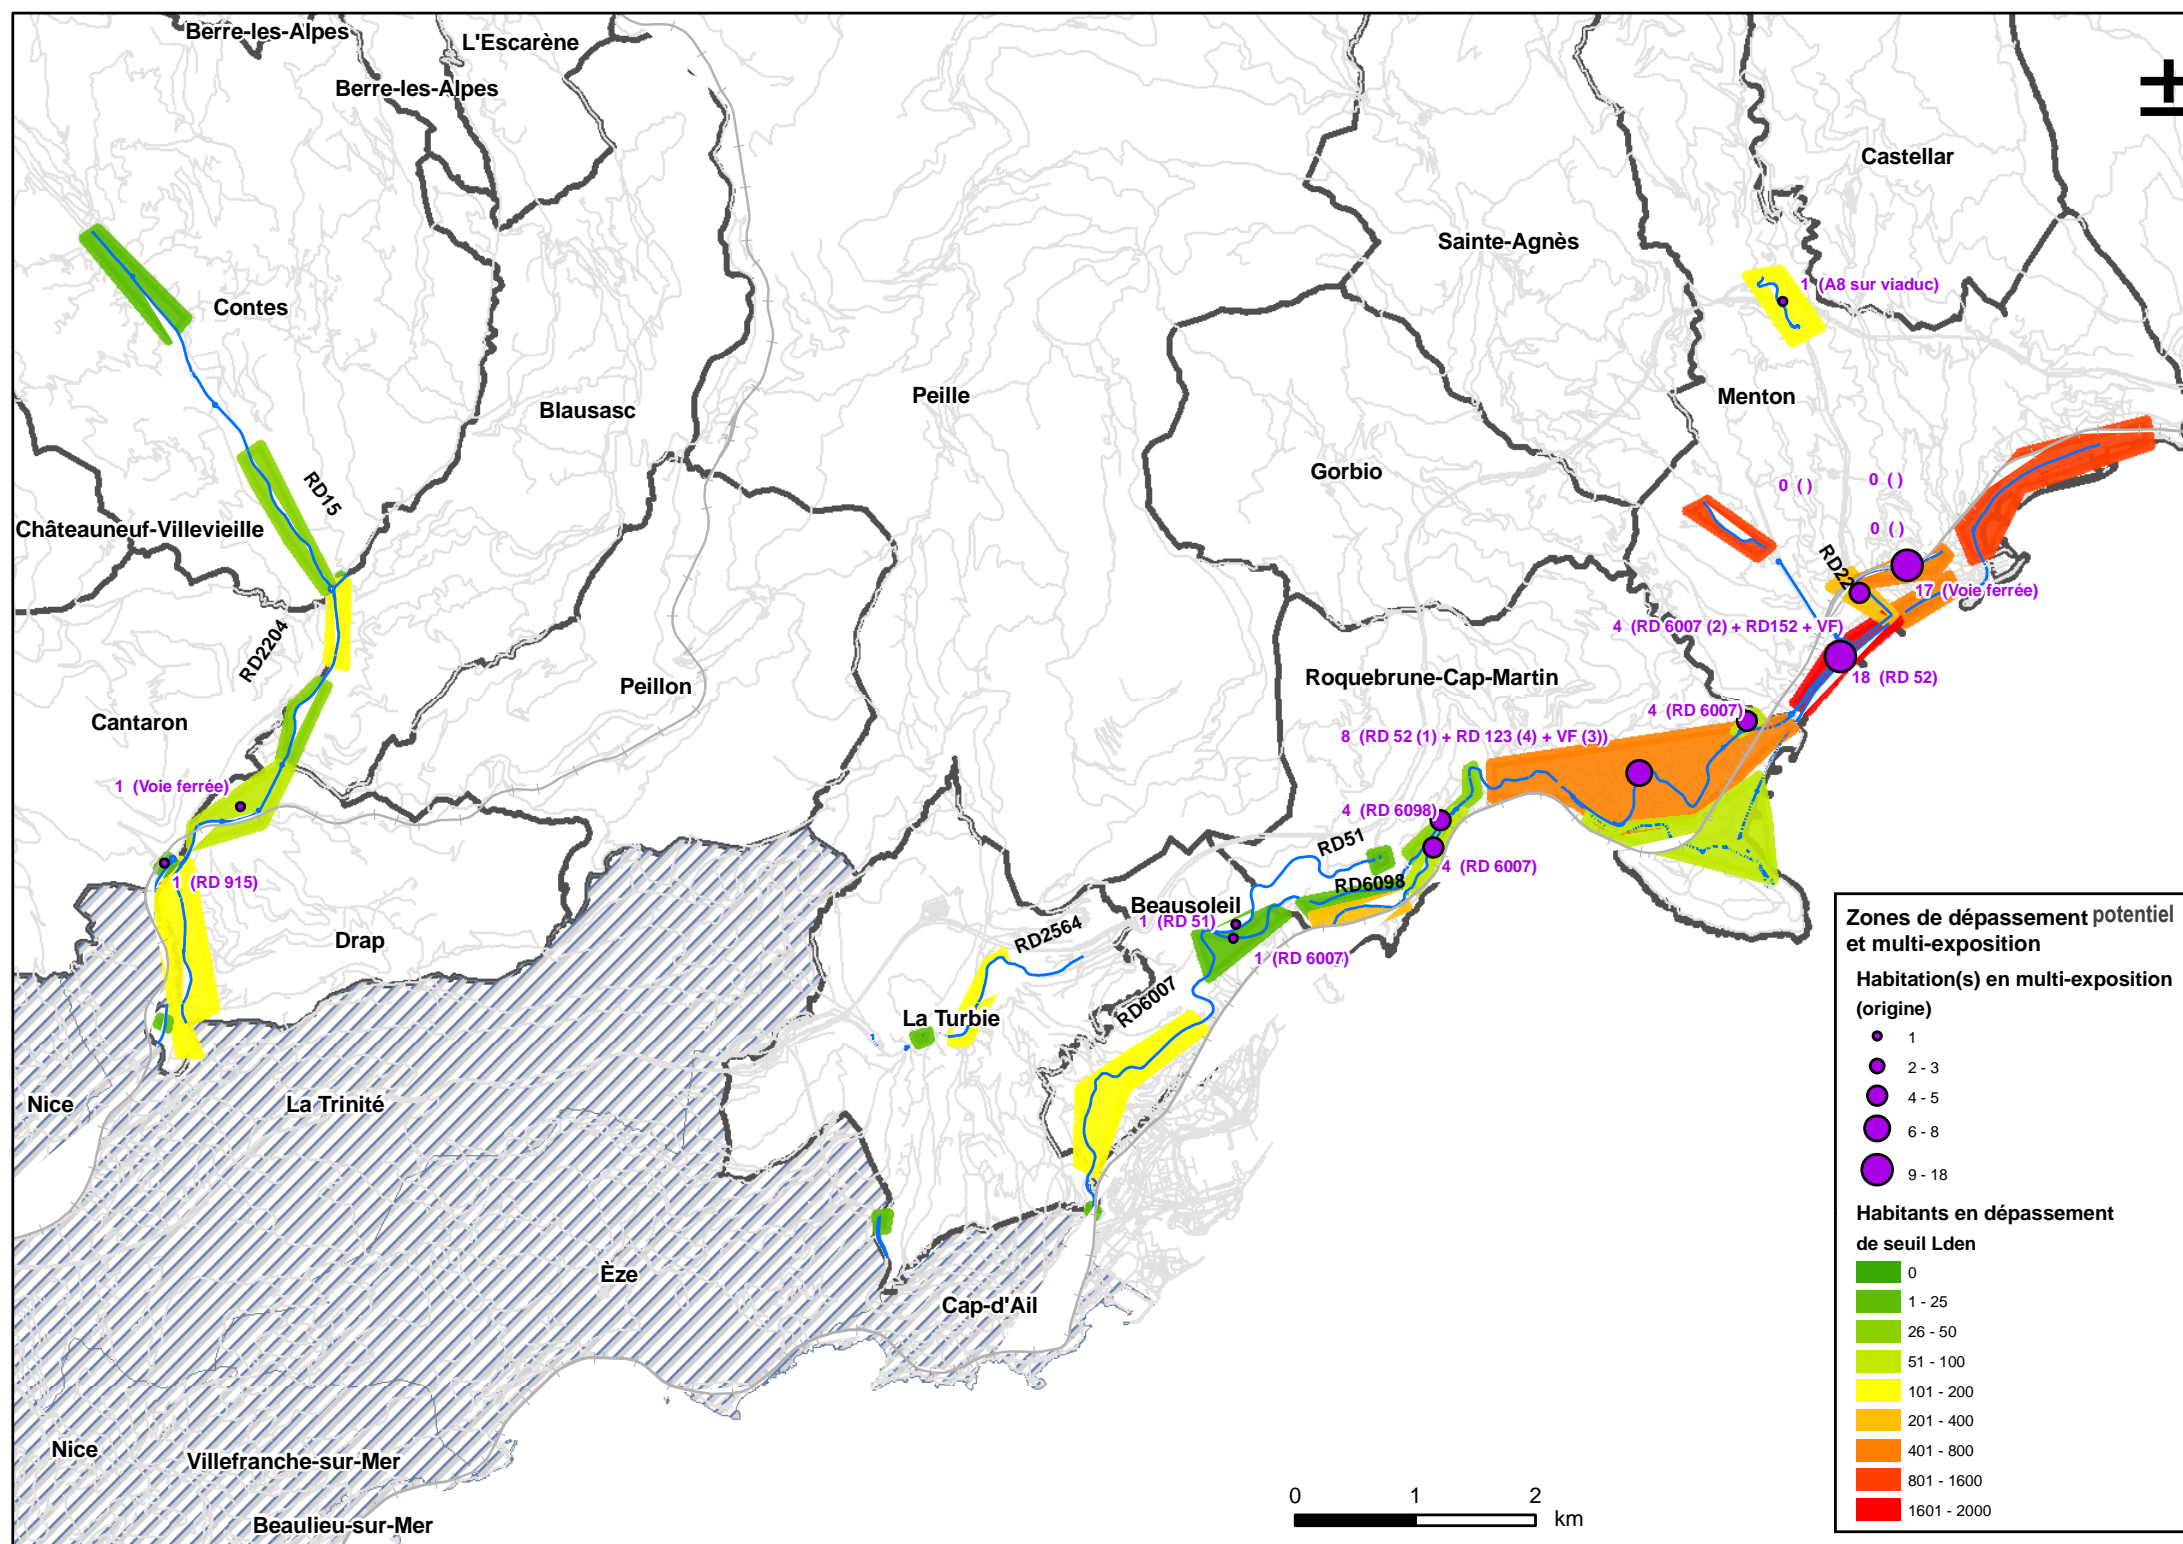 Berre-les-Alpes
L'Escarène
Berre-les-Alpes
±
Castellar
Sainte-Agnès
1 (A8 sur viaduc)
Contes
Blausasc
Peille
Menton
Gorbio
0 ( )
0 ( )
RD15
Châteauneuf-Villevieille
0 ( )
RD22
17 (Voie ferrée)
4 (RD 6007 (2) + RD152 + VF)
RD2204
Peillon
Roquebrune-Cap-Martin
18 (RD 52)
Cantaron
4 (RD 6007)
8 (RD 52 (1) + RD 123 (4) + VF (3))
1 (Voie ferrée)
4 (RD 6098)
RD51
1 (RD 915)
4 (RD 6007)
RD6098
Beausoleil
1 (RD 51)
Drap
RD2564
1 (RD 6007)
RD6007
La Turbie
Nice
La Trinité
Èze
Cap-d'Ail
Nice
Villefranche-sur-Mer
Beaulieu-sur-Mer
0 1 2
km
Zones de dépassement potentiel
et multi-exposition
Habitation(s) en multi-exposition
(origine)
1
2 - 3
4 - 5
6 - 8
9 - 18
Habitants en dépassement
de seuil Lden
0
1 - 25
26 - 50
51 - 100
101 - 200
201 - 400
401 - 800
801 - 1600
1601 - 2000